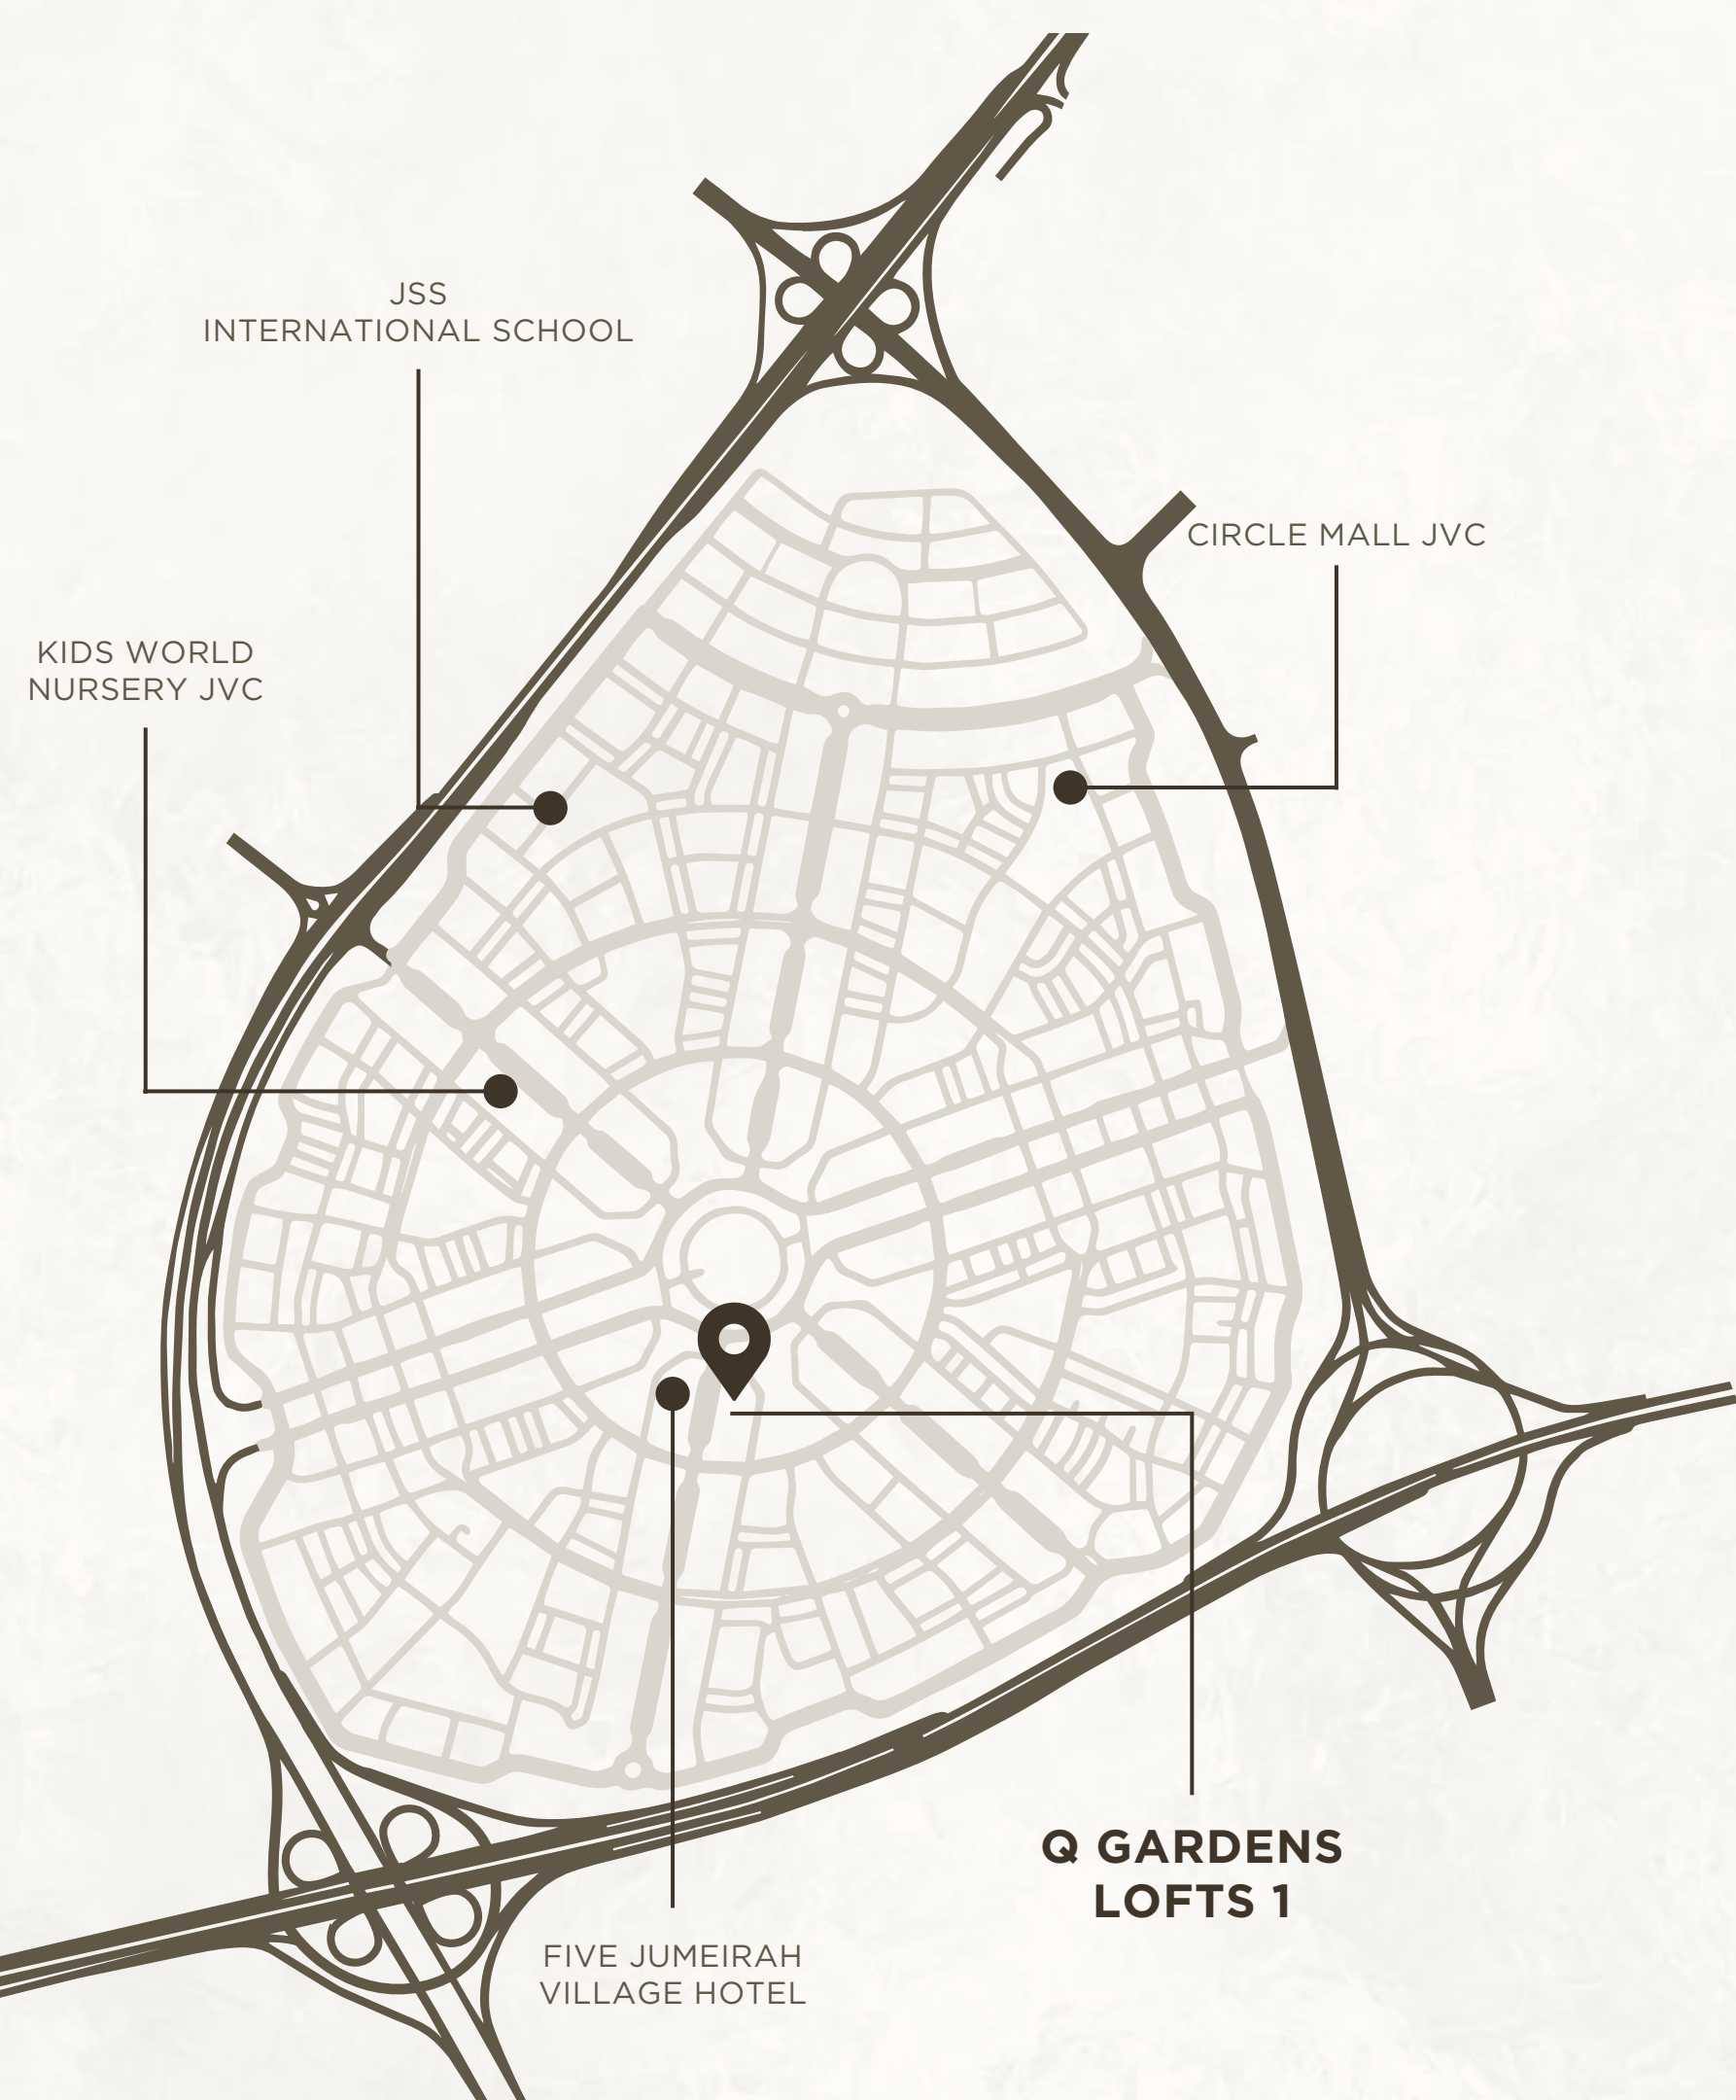 JSS
INTERNATIONAL SCHOOL
CIRCLE MALL JVC
KIDS WORLD
NURSERY JVC
Q GARDENS
LOFTS 1
FIVE JUMEIRAH
VILLAGE HOTEL